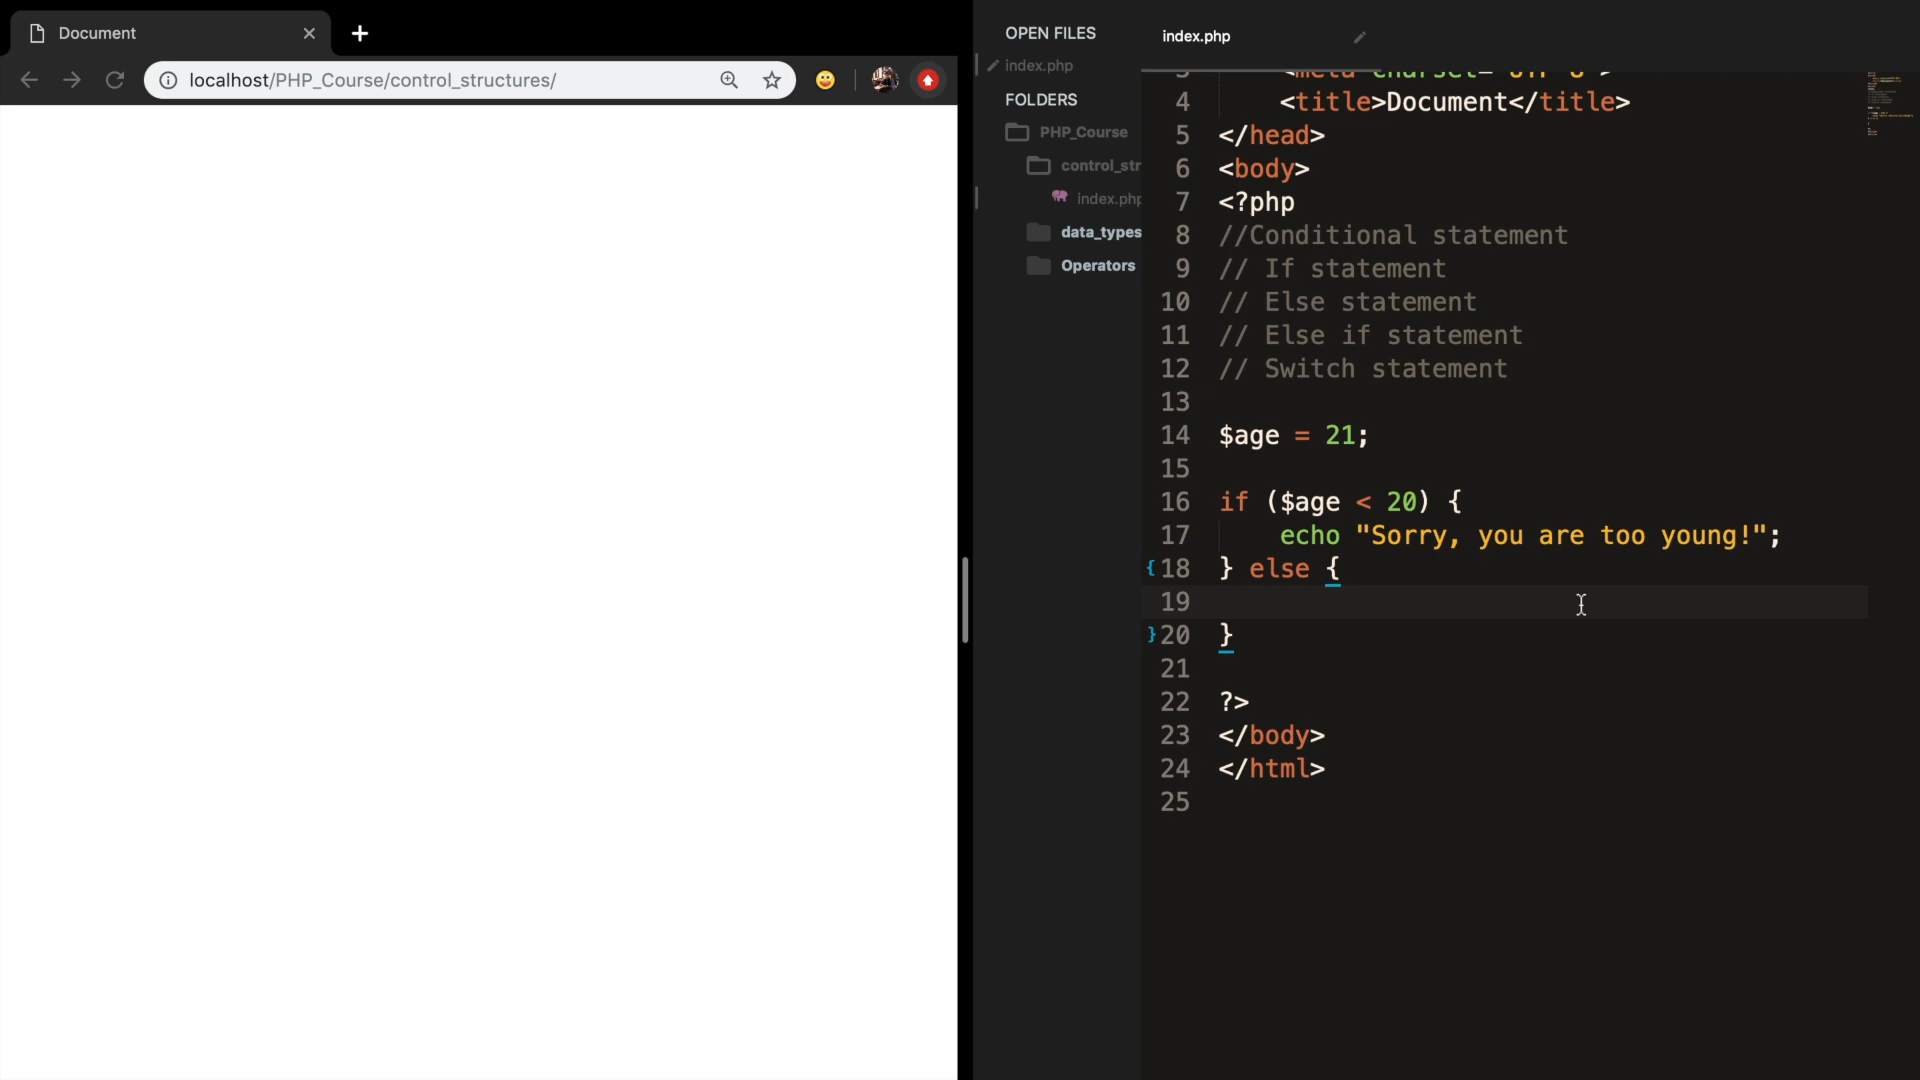 Document
localhost/PHP_Course/control_structures/
OPEN FILES
index.php
FOLDERS
PHP_Course
control_str
index.php
data_types
Operators
index.php
4 <title>Document</title>
5 </head>
6 <body>
7 <?php
8 //Conditional statement
9 // If statement
10 // Else statement
11 // Else if statement
12 // Switch statement
13
14 $age = 21;
15
16 if ($age < 20) {
17 echo "Sorry, you are too young!";
{18 } else {
19
}20 }
21
22 ?>
23 </body>
24 </html>
25